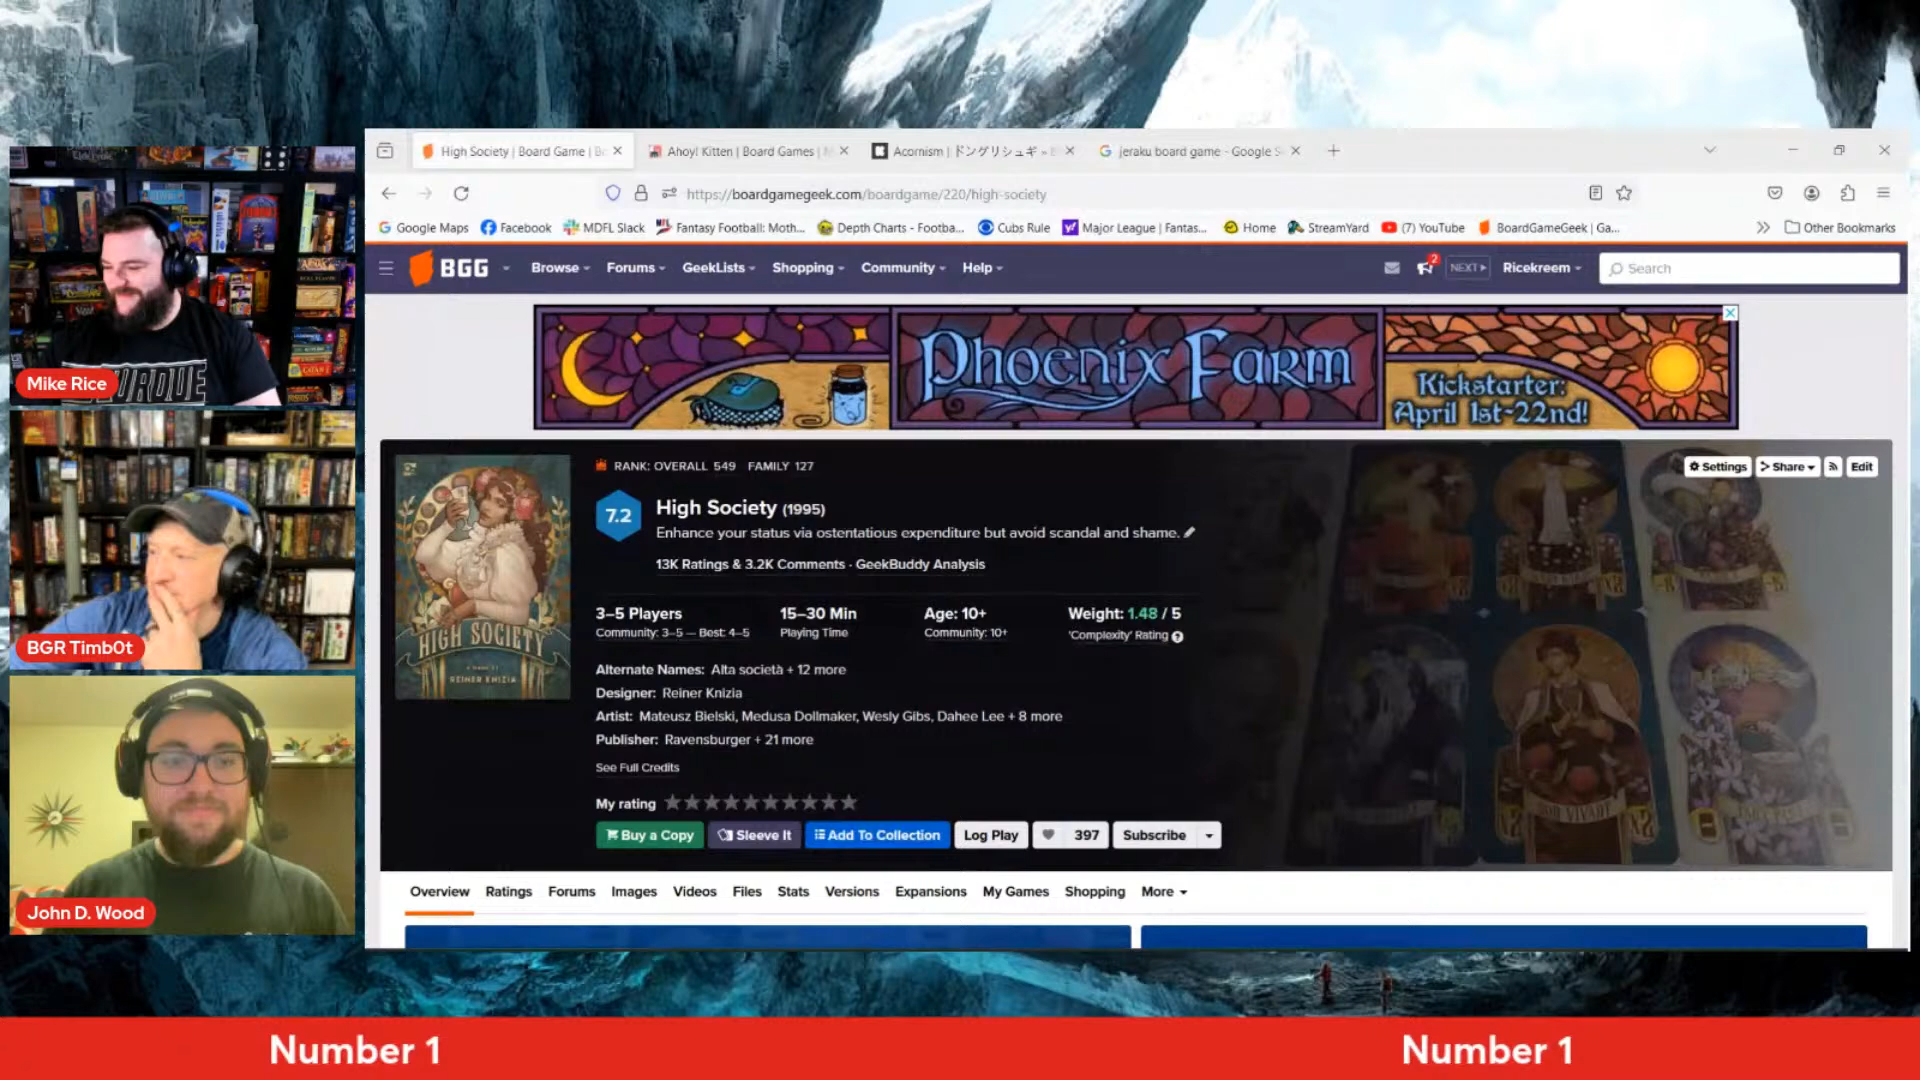 High Society | Board Game | Bo
Ahoy! Kitten | Board Games | M
Acornism | ドングリシュギ » B
jeraku board game - Google S
https://boardgamegeek.com/boardgame/220/high-society
Google Maps
Facebook
MDFL Slack
Fantasy Football: Moth...
Depth Charts - Footba...
Cubs Rule
Major League | Fantas...
Home
StreamYard
(7) YouTube
BoardGameGeek | Ga...
Other Bookmarks
BGG
Browse
Forums
GeekLists
Shopping
Community
Help
2
NEXT
Ricekreem
Search
Phoenix Farm
Kickstarter:
April 1st-22nd!
RANK: OVERALL 549 FAMILY 127
Settings
Share
Edit
7.2
High Society (1995)
Enhance your status via ostentatious expenditure but avoid scandal and shame.
13K Ratings & 3.2K Comments · GeekBuddy Analysis
3–5 Players
Community: 3–5 — Best: 4–5
15–30 Min
Playing Time
Age: 10+
Community: 10+
Weight: 1.48 / 5
'Complexity' Rating
HIGH SOCIETY
REINER KNIZIA
Alternate Names: Alta società + 12 more
Designer: Reiner Knizia
Artist: Mateusz Bielski, Medusa Dollmaker, Wesly Gibs, Dahee Lee + 8 more
Publisher: Ravensburger + 21 more
See Full Credits
My rating
Buy a Copy
Sleeve It
Add To Collection
Log Play
397
Subscribe
Overview
Ratings
Forums
Images
Videos
Files
Stats
Versions
Expansions
My Games
Shopping
More
Mike Rice
BGR Timb0t
John D. Wood
Number 1
Number 1